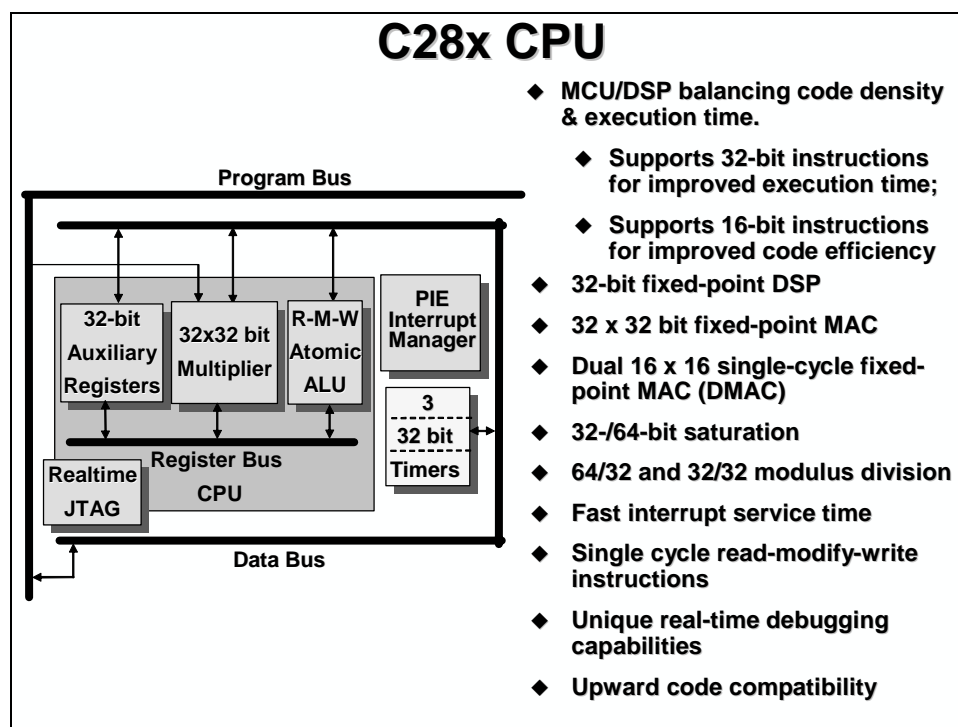 C28x CPU
Program Bus
32-bit
Auxiliary
Registers
32x32 bit
Multiplier
R-M-W
Atomic
ALU
PIE
Interrupt
Manager
3
32 bit
Timers
Register Bus
CPU
Realtime
JTAG
Data Bus
◆ MCU/DSP balancing code density
& execution time.
◆ Supports 32-bit instructions
for improved execution time;
◆ Supports 16-bit instructions
for improved code efficiency
◆ 32-bit fixed-point DSP
◆ 32 x 32 bit fixed-point MAC
◆ Dual 16 x 16 single-cycle fixed-
point MAC (DMAC)
◆ 32-/64-bit saturation
◆ 64/32 and 32/32 modulus division
◆ Fast interrupt service time
◆ Single cycle read-modify-write
instructions
◆ Unique real-time debugging
capabilities
◆ Upward code compatibility